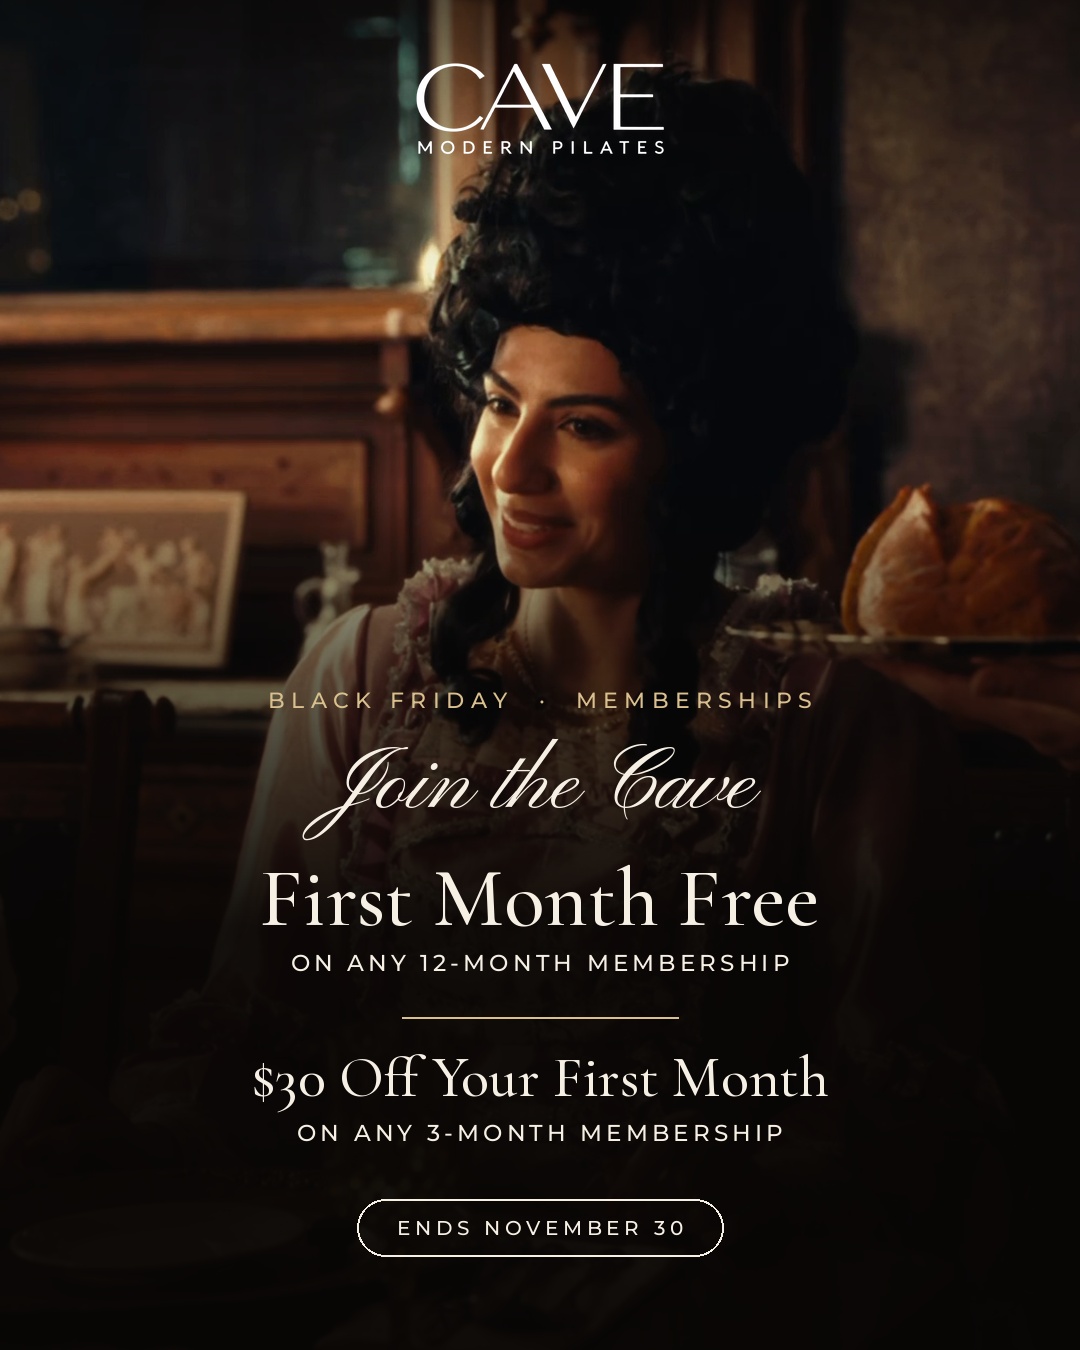 CAVE
MODERN PILATES
BLACK FRIDAY · MEMBERSHIPS
Join the Cave
First Month Free
ON ANY 12-MONTH MEMBERSHIP
$30 Off Your First Month
ON ANY 3-MONTH MEMBERSHIP
ENDS NOVEMBER 30